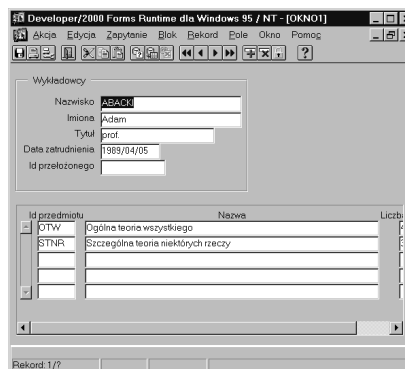 Developer/2000 Forms Runtime dla Windows 95 / NT - [OKNO1]
Akcja Edycja Zapytanie Blok Rekord Pole Okno Pomoc
Wykładowcy
Nazwisko ABACKI
Imiona Adam
Tytuł prof.
Data zatrudnienia 1989/04/05
Id przełożonego
Id przedmiotu Nazwa Liczb
OTW Ogólna teoria wszystkiego
STNR Szczególna teoria niektórych rzeczy
Rekord: 1/?